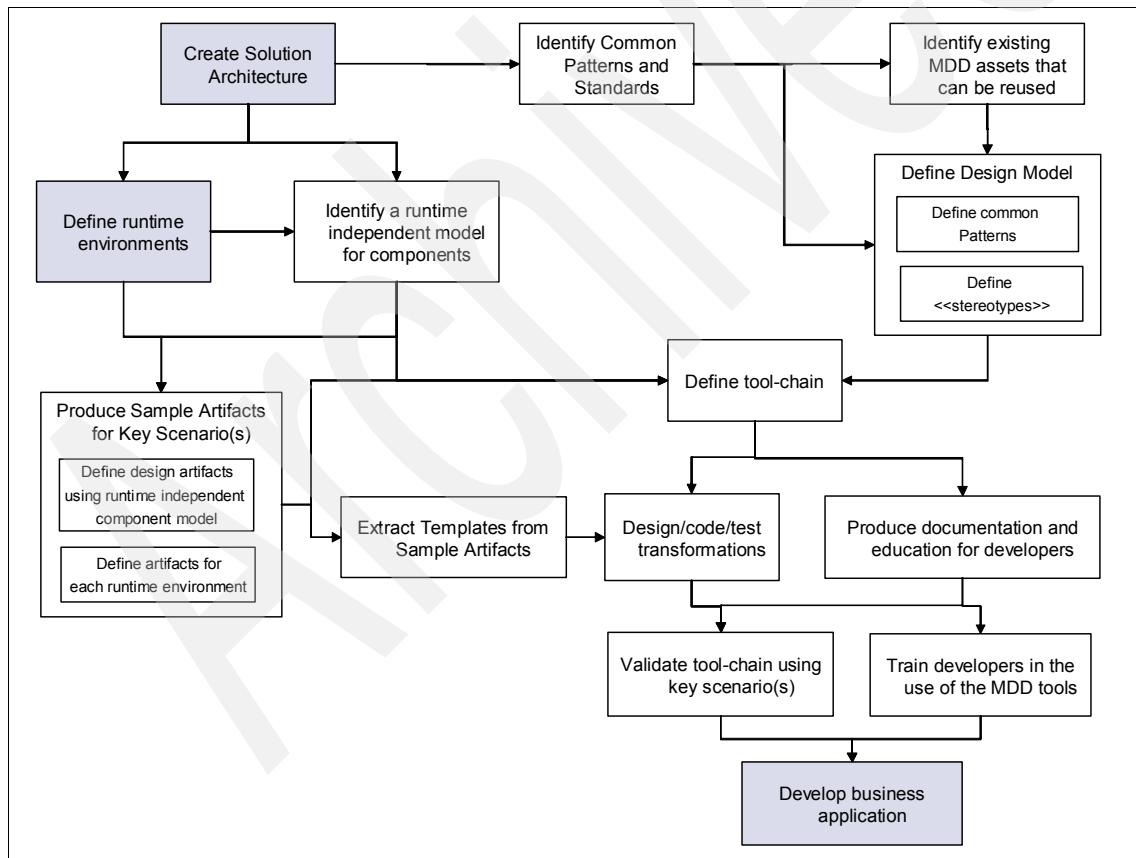 Create Solution
Architecture
Identify Common
Patterns and
Standards
Identify existing
MDD assets that
can be reused
Define runtime
environments
Identify a runtime
independent model
for components
Define Design Model
Define common
Patterns
Define
<<stereotypes>>
Define tool-chain
Produce Sample Artifacts
for Key Scenario(s)
Define design artifacts
using runtime independent
component model
Define artifacts for
each runtime environment
Extract Templates from
Sample Artifacts
Design/code/test
transformations
Produce documentation and
education for developers
Validate tool-chain using
key scenario(s)
Train developers in the
use of the MDD tools
Develop business
application
Archive